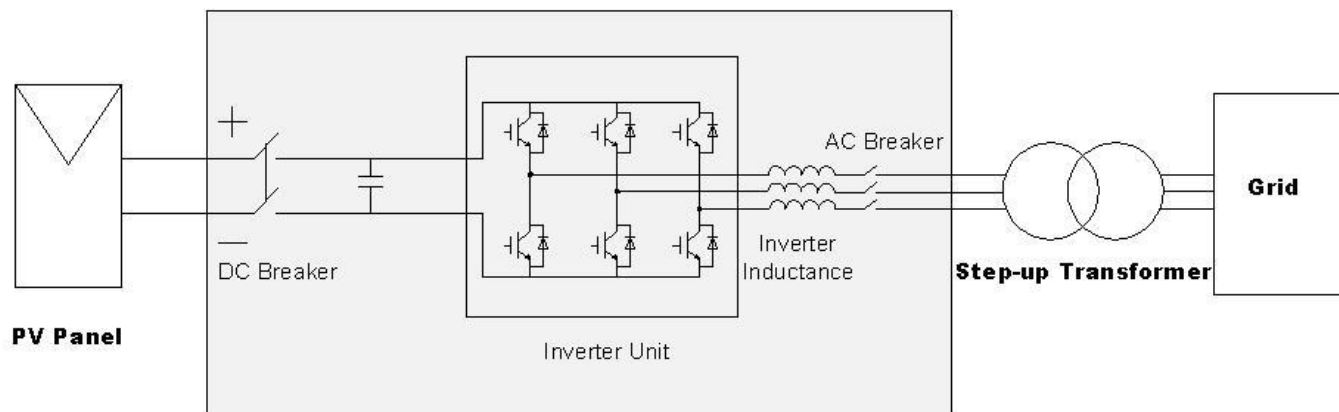 +
AC Breaker
Grid
—
DC Breaker
Inverter
Inductance
Step-up Transformer
PV Panel
Inverter Unit